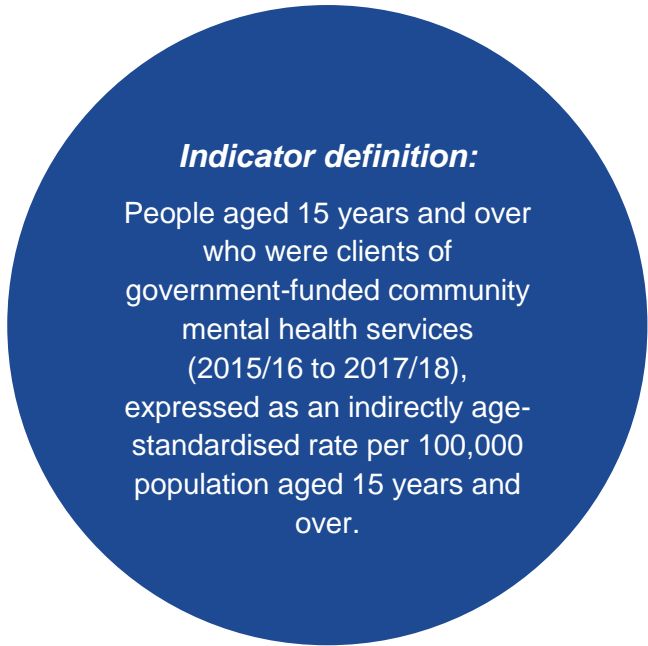 Indicator definition:
People aged 15 years and over
who were clients of
government-funded community
mental health services
(2015/16 to 2017/18),
expressed as an indirectly age-
standardised rate per 100,000
population aged 15 years and
over.